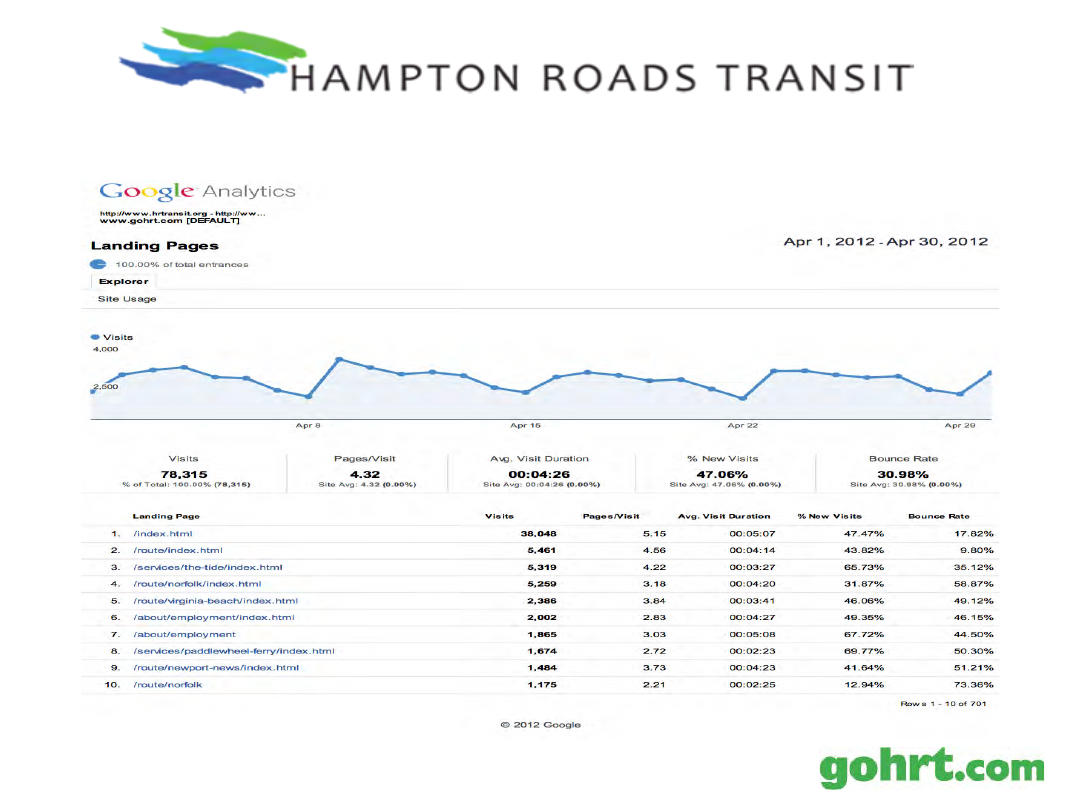 HAMPTON ROADS TRANSIT
Google Analytics
http://www.hrtransit.org - http://ww...
www.gohrt.com [DEFAULT]
Landing Pages
Apr 1, 2012 - Apr 30, 2012
100.00% of total entrances
Explorer
Site Usage
Visits
4,000
2,500
Apr 8 Apr 15 Apr 22 Apr 29
Visits Pages/Visit Avg. Visit Duration % New Visits Bounce Rate
78,315 4.32 00:04:26 47.06% 30.98%
% of Total: 100.00% (78,315) Site Avg: 4.32 (0.00%) Site Avg: 00:04:26 (0.00%) Site Avg: 47.06% (0.00%) Site Avg: 30.98% (0.00%)
Landing Page Visits Pages/Visit Avg. Visit Duration % New Visits Bounce Rate
1. /index.html 38,048 5.15 00:05:07 47.47% 17.82%
2. /route/index.html 5,461 4.56 00:04:14 43.82% 9.80%
3. /services/the-tide/index.html 5,319 4.22 00:03:27 65.73% 35.12%
4. /route/norfolk/index.html 5,259 3.18 00:04:20 31.87% 58.87%
5. /route/virginia-beach/index.html 2,386 3.84 00:03:41 46.06% 49.12%
6. /about/employment/index.html 2,002 2.83 00:04:27 49.35% 46.15%
7. /about/employment 1,865 3.03 00:05:08 67.72% 44.50%
8. /services/paddlewheel-ferry/index.html 1,674 2.72 00:02:23 69.77% 50.30%
9. /route/newport-news/index.html 1,484 3.73 00:04:23 41.64% 51.21%
10. /route/norfolk 1,175 2.21 00:02:25 12.94% 73.36%
Rows 1 - 10 of 701
© 2012 Google
gohrt.com